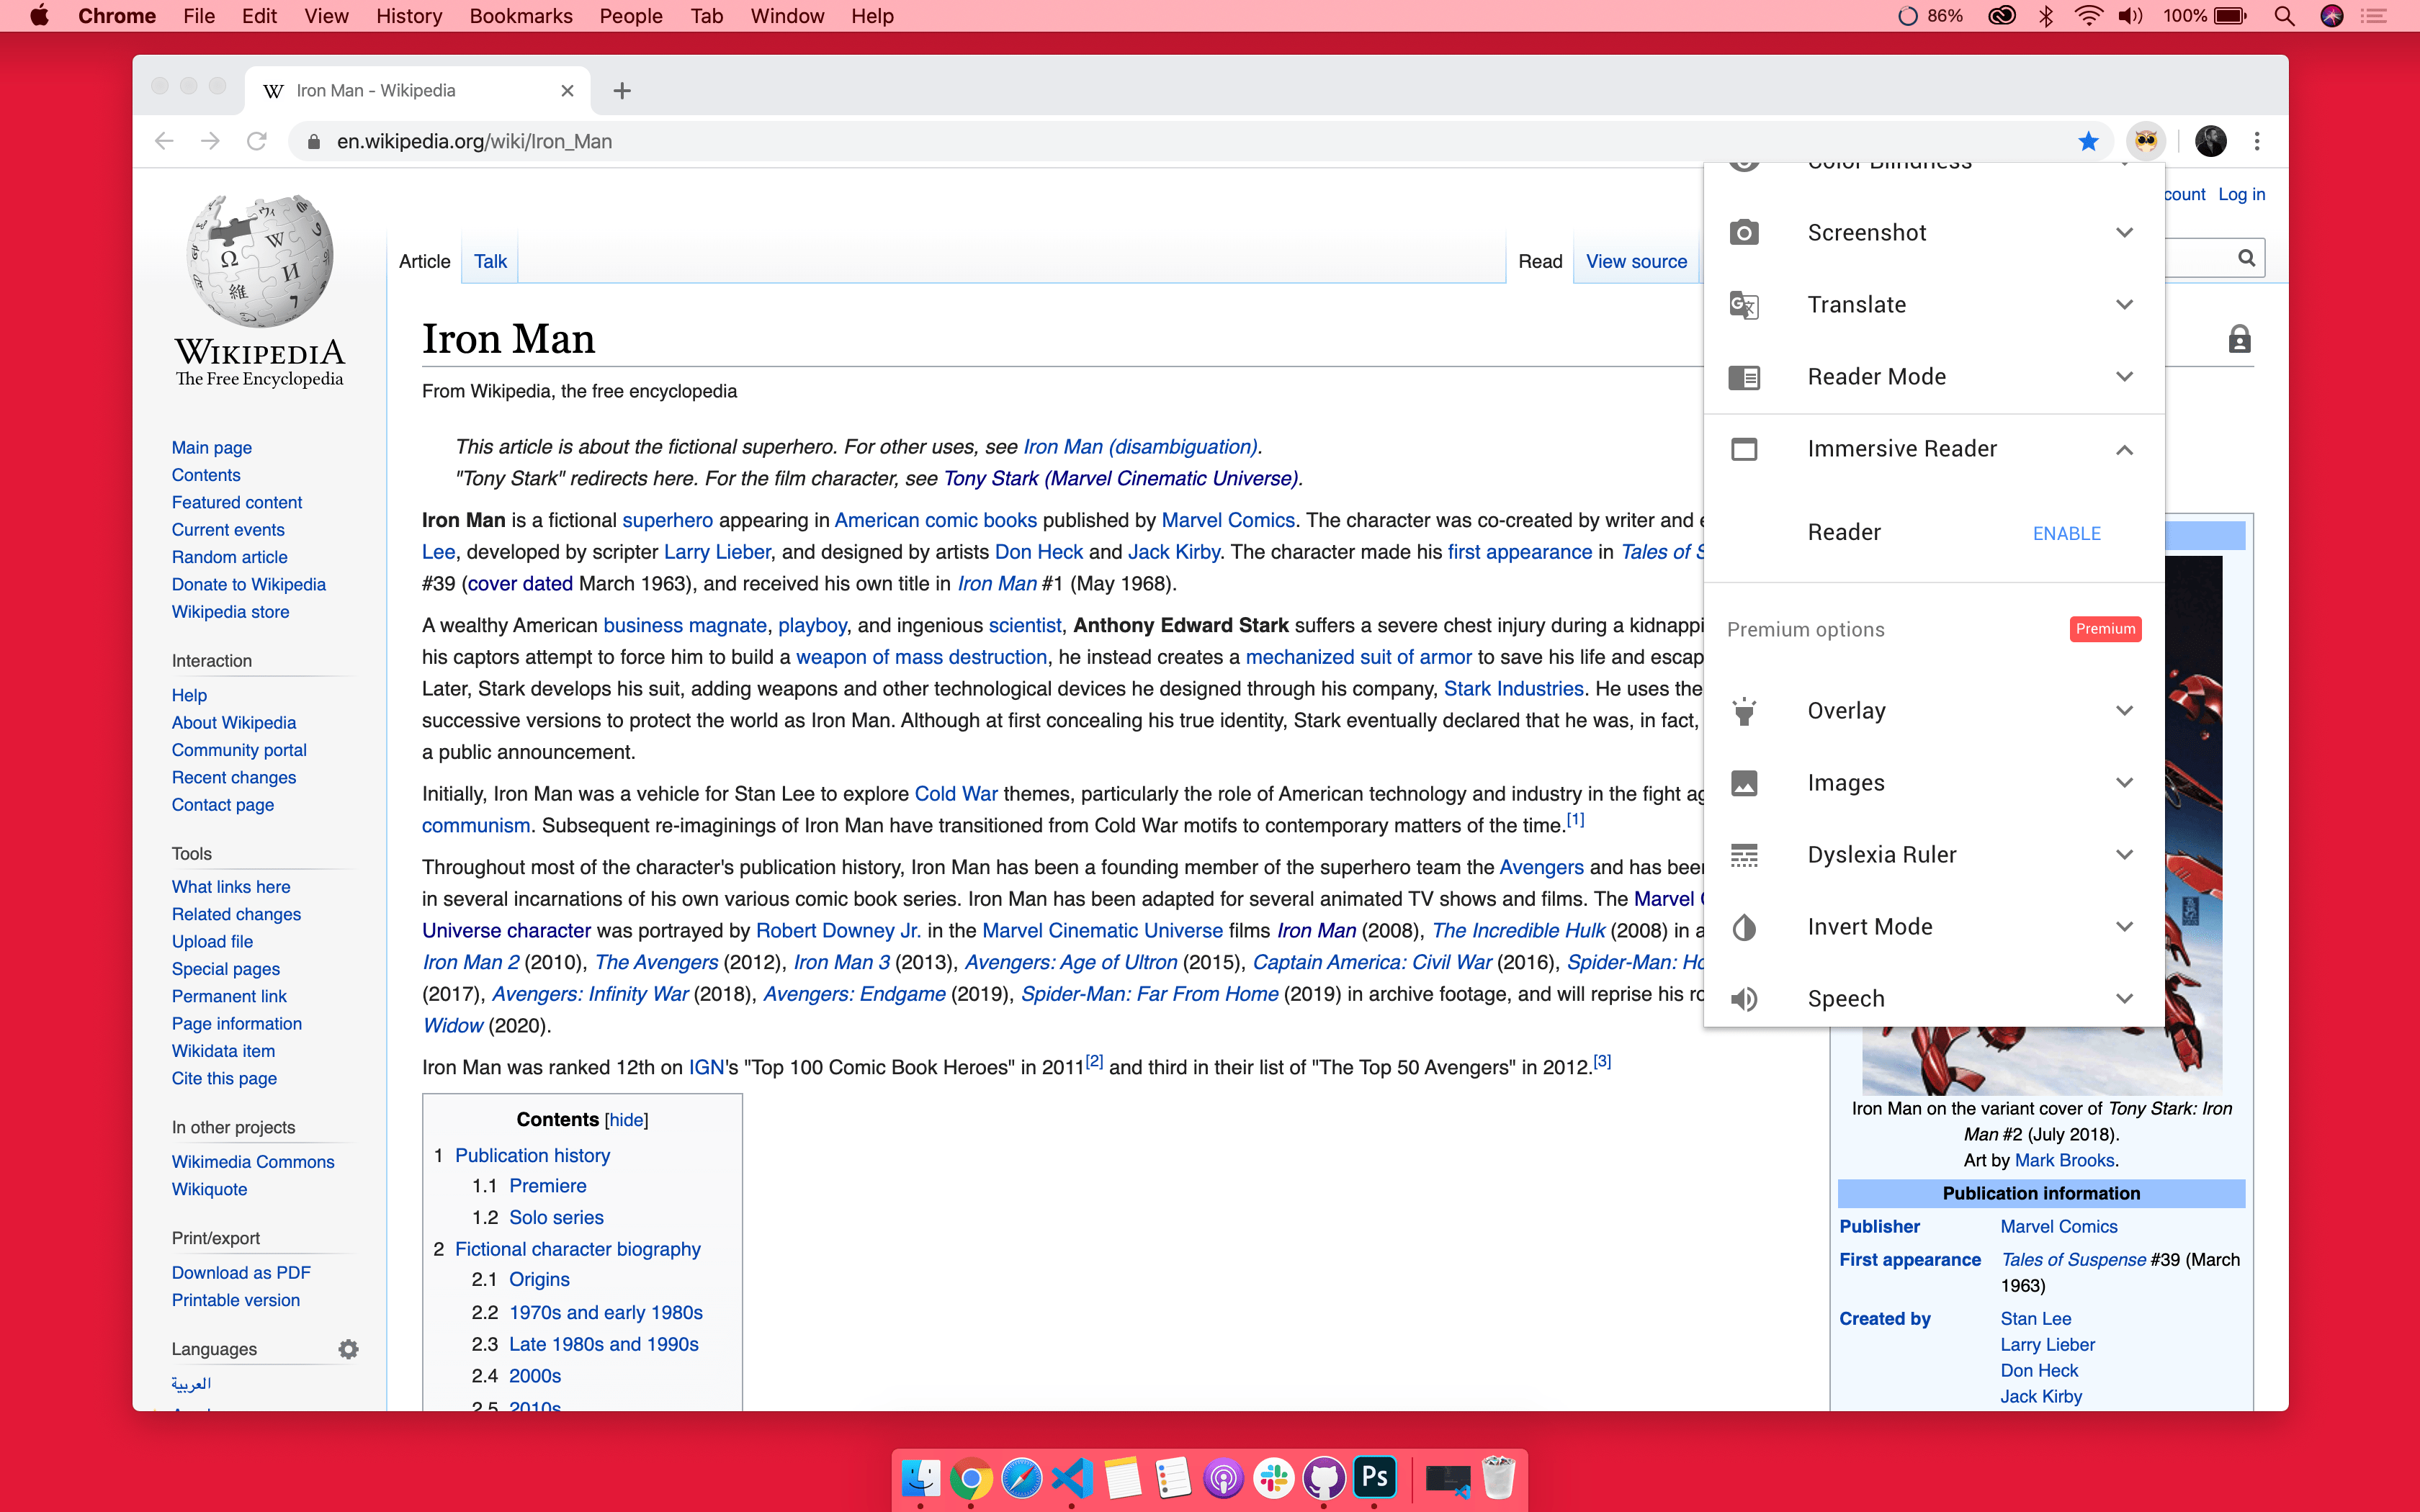 Chrome File Edit View History Bookmarks People Tab Window Help
86% 100%
W Iron Man - Wikipedia
en.wikipedia.org/wiki/Iron_Man
WIKIPEDIA
The Free Encyclopedia
Main page
Contents
Featured content
Current events
Random article
Donate to Wikipedia
Wikipedia store
Interaction
Help
About Wikipedia
Community portal
Recent changes
Contact page
Tools
What links here
Related changes
Upload file
Special pages
Permanent link
Page information
Wikidata item
Cite this page
In other projects
Wikimedia Commons
Wikiquote
Print/export
Download as PDF
Printable version
Languages
العربية
Article Talk
Read View source
count Log in
Iron Man
From Wikipedia, the free encyclopedia
This article is about the fictional superhero. For other uses, see Iron Man (disambiguation).
"Tony Stark" redirects here. For the film character, see Tony Stark (Marvel Cinematic Universe).
Iron Man is a fictional superhero appearing in American comic books published by Marvel Comics. The character was co-created by writer and
Lee, developed by scripter Larry Lieber, and designed by artists Don Heck and Jack Kirby. The character made his first appearance in Tales of
#39 (cover dated March 1963), and received his own title in Iron Man #1 (May 1968).
A wealthy American business magnate, playboy, and ingenious scientist, Anthony Edward Stark suffers a severe chest injury during a kidnappi
his captors attempt to force him to build a weapon of mass destruction, he instead creates a mechanized suit of armor to save his life and escap
Later, Stark develops his suit, adding weapons and other technological devices he designed through his company, Stark Industries. He uses the
successive versions to protect the world as Iron Man. Although at first concealing his true identity, Stark eventually declared that he was, in fact,
a public announcement.
Initially, Iron Man was a vehicle for Stan Lee to explore Cold War themes, particularly the role of American technology and industry in the fight ag
communism. Subsequent re-imaginings of Iron Man have transitioned from Cold War motifs to contemporary matters of the time.[1]
Throughout most of the character's publication history, Iron Man has been a founding member of the superhero team the Avengers and has beer
in several incarnations of his own various comic book series. Iron Man has been adapted for several animated TV shows and films. The Marvel
Universe character was portrayed by Robert Downey Jr. in the Marvel Cinematic Universe films Iron Man (2008), The Incredible Hulk (2008) in a
Iron Man 2 (2010), The Avengers (2012), Iron Man 3 (2013), Avengers: Age of Ultron (2015), Captain America: Civil War (2016), Spider-Man: Ho
(2017), Avengers: Infinity War (2018), Avengers: Endgame (2019), Spider-Man: Far From Home (2019) in archive footage, and will reprise his ro
Widow (2020).
Iron Man was ranked 12th on IGN's "Top 100 Comic Book Heroes" in 2011[2] and third in their list of "The Top 50 Avengers" in 2012.[3]
Contents [hide]
1 Publication history
1.1 Premiere
1.2 Solo series
2 Fictional character biography
2.1 Origins
2.2 1970s and early 1980s
2.3 Late 1980s and 1990s
2.4 2000s
2.5 2010s
Color Blindness
Screenshot
Translate
Reader Mode
Immersive Reader
Reader ENABLE
Premium options Premium
Overlay
Images
Dyslexia Ruler
Invert Mode
Speech
Iron Man on the variant cover of Tony Stark: Iron
Man #2 (July 2018).
Art by Mark Brooks.
Publication information
Publisher Marvel Comics
First appearance Tales of Suspense #39 (March
1963)
Created by Stan Lee
Larry Lieber
Don Heck
Jack Kirby
Ps